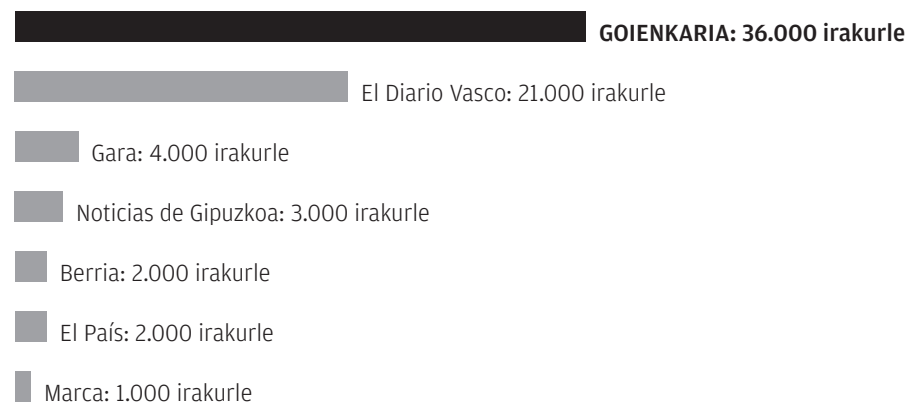 GOIENKARIA: 36.000 irakurle
El Diario Vasco: 21.000 irakurle
Gara: 4.000 irakurle
Noticias de Gipuzkoa: 3.000 irakurle
Berria: 2.000 irakurle
El País: 2.000 irakurle
Marca: 1.000 irakurle